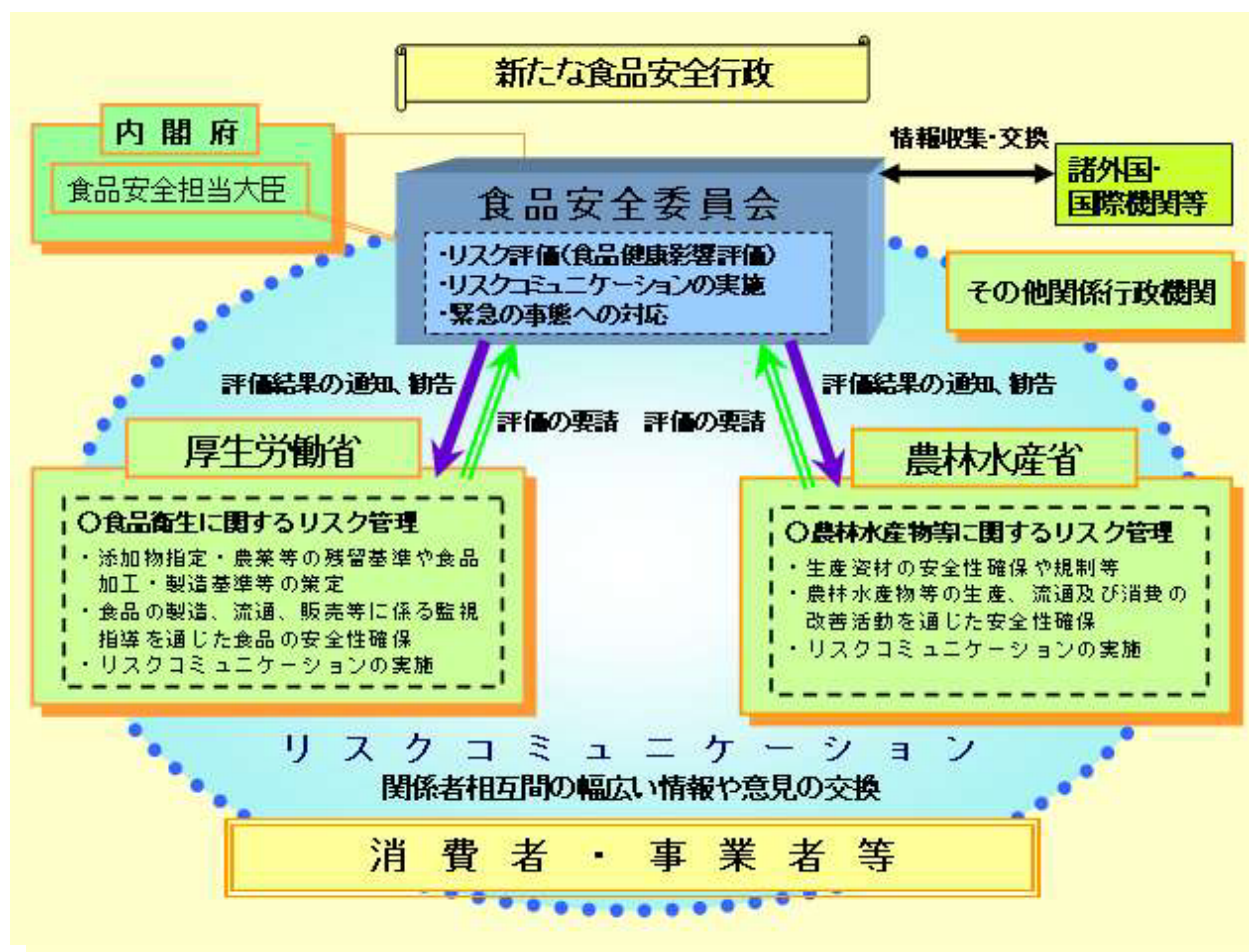 新たな食品安全行政
内閣府
食品安全担当大臣
情報収集・交換
諸外国・
国際機関等
食品安全委員会
・リスク評価(食品健康影響評価)
・リスクコミュニケーションの実施
・緊急の事態への対応
その他関係行政機関
評価結果の通知、勧告
評価の要請
評価の要請
評価結果の通知、勧告
厚生労働省
○食品衛生に関するリスク管理
・添加物指定・農薬等の残留基準や食品
加工・製造基準等の策定
・食品の製造、流通、販売等に係る監視
指導を通じた食品の安全性確保
・リスクコミュニケーションの実施
農林水産省
○農林水産物等に関するリスク管理
・生産資材の安全性確保や規制等
・農林水産物等の生産、流通及び消費の
改善活動を通じた安全性確保
・リスクコミュニケーションの実施
リスクコミュニケーション
関係者相互間の幅広い情報や意見の交換
消費者・事業者等